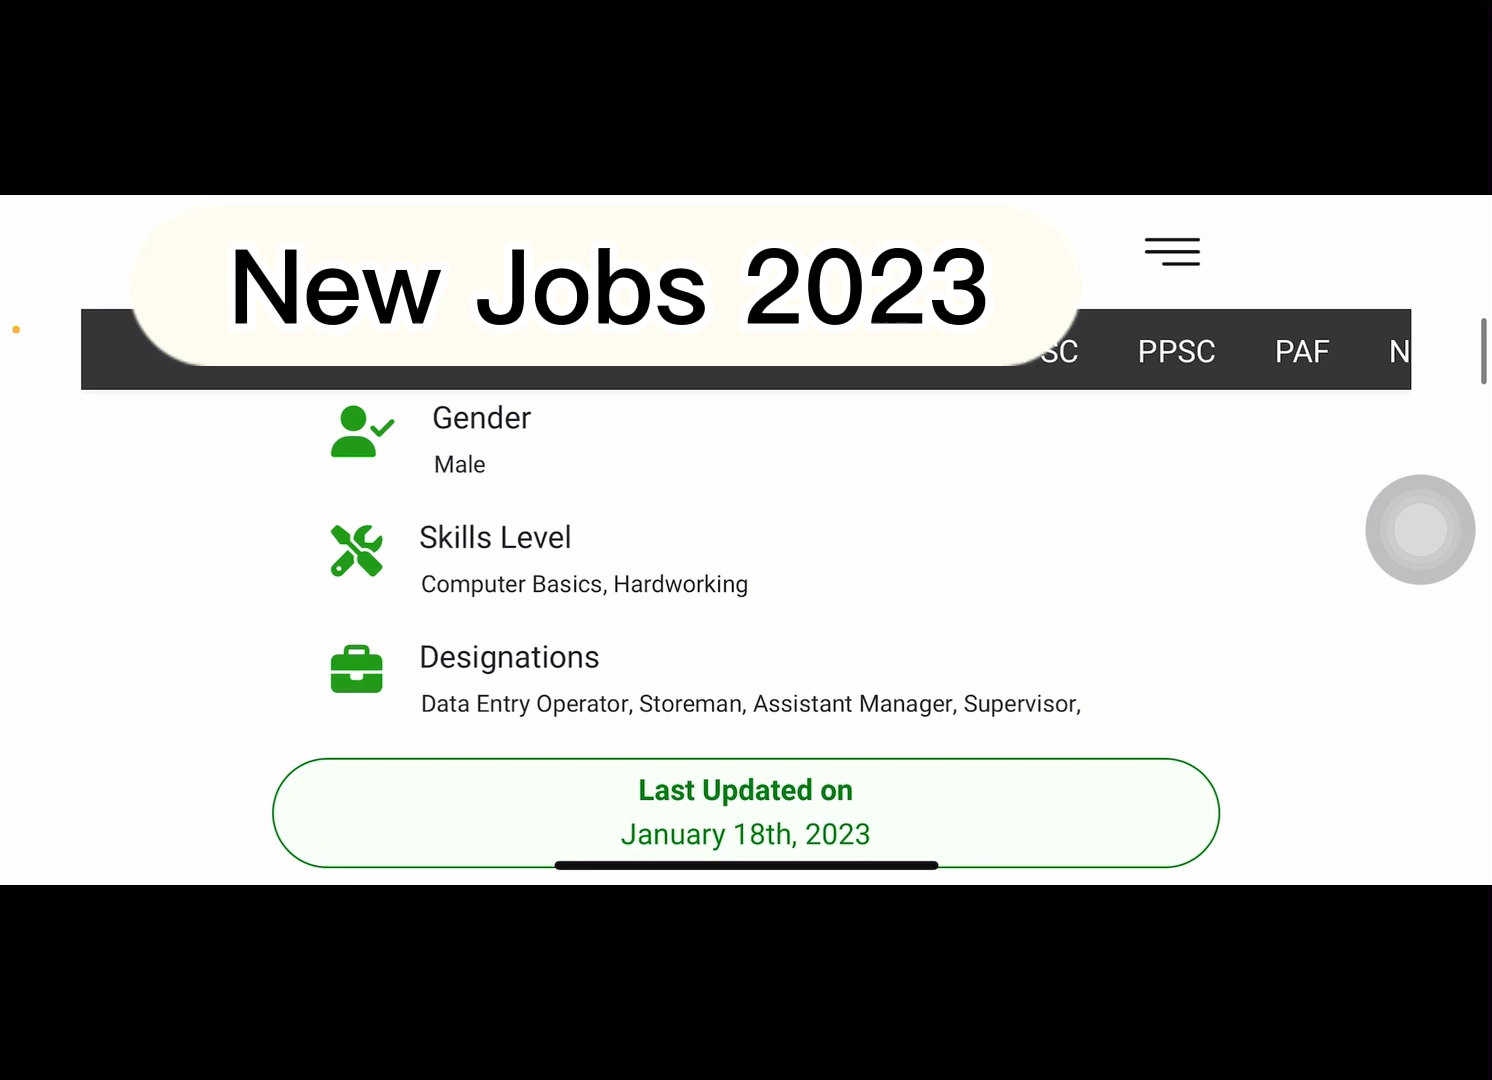 New Jobs 2023
SC PPSC PAF N
Gender
Male
Skills Level
Computer Basics, Hardworking
Designations
Data Entry Operator, Storeman, Assistant Manager, Supervisor,
Last Updated on
January 18th, 2023